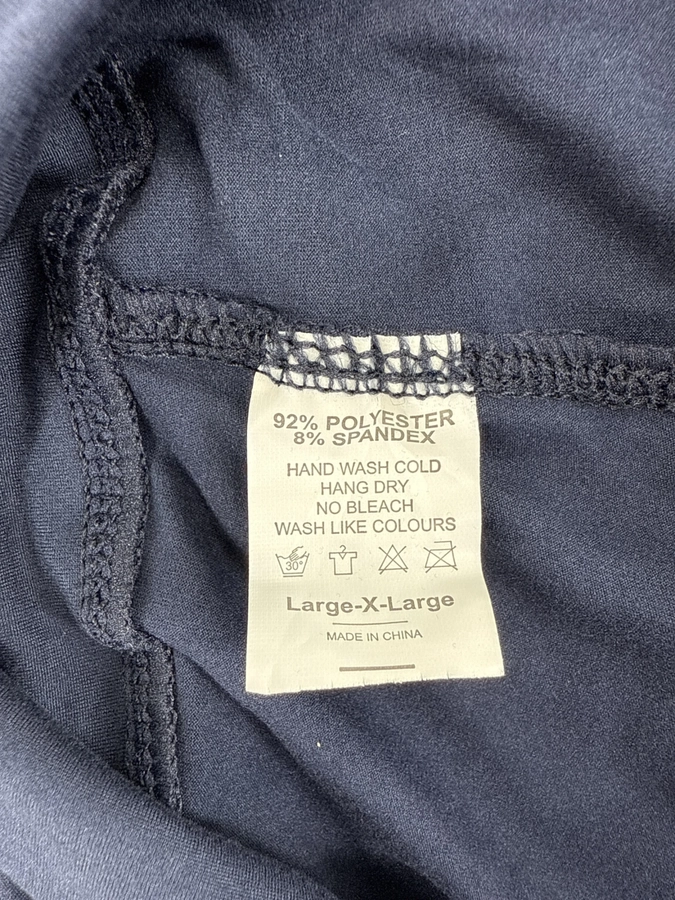 92% POLYESTER
8% SPANDEX
HAND WASH COLD
HANG DRY
NO BLEACH
WASH LIKE COLOURS
30°
Large-X-Large
MADE IN CHINA